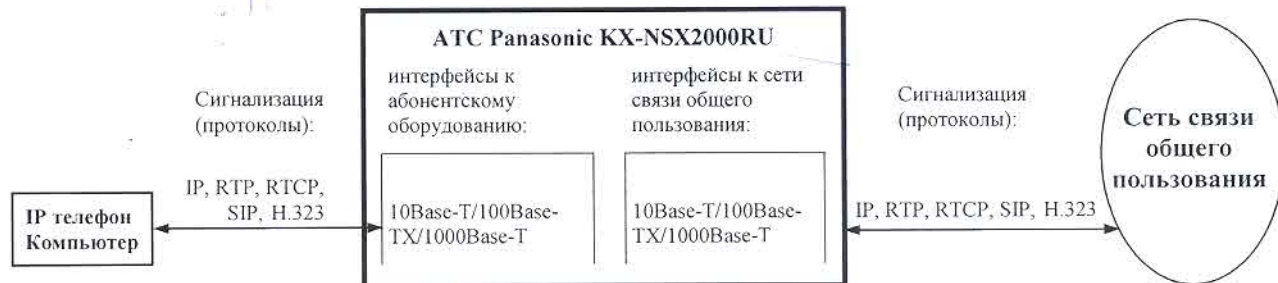 АТС Panasonic KX-NSX2000RU
Сигнализация
(протоколы):
интерфейсы к
абонентскому
оборудованию:
интерфейсы к сети
связи общего
пользования:
Сигнализация
(протоколы):
Сеть связи
общего
пользования
IP телефон
Компьютер
IP, RTP, RTCP,
SIP, H.323
10Base-T/100Base-
TX/1000Base-T
10Base-T/100Base-
TX/1000Base-T
IP, RTP, RTCP, SIP, H.323